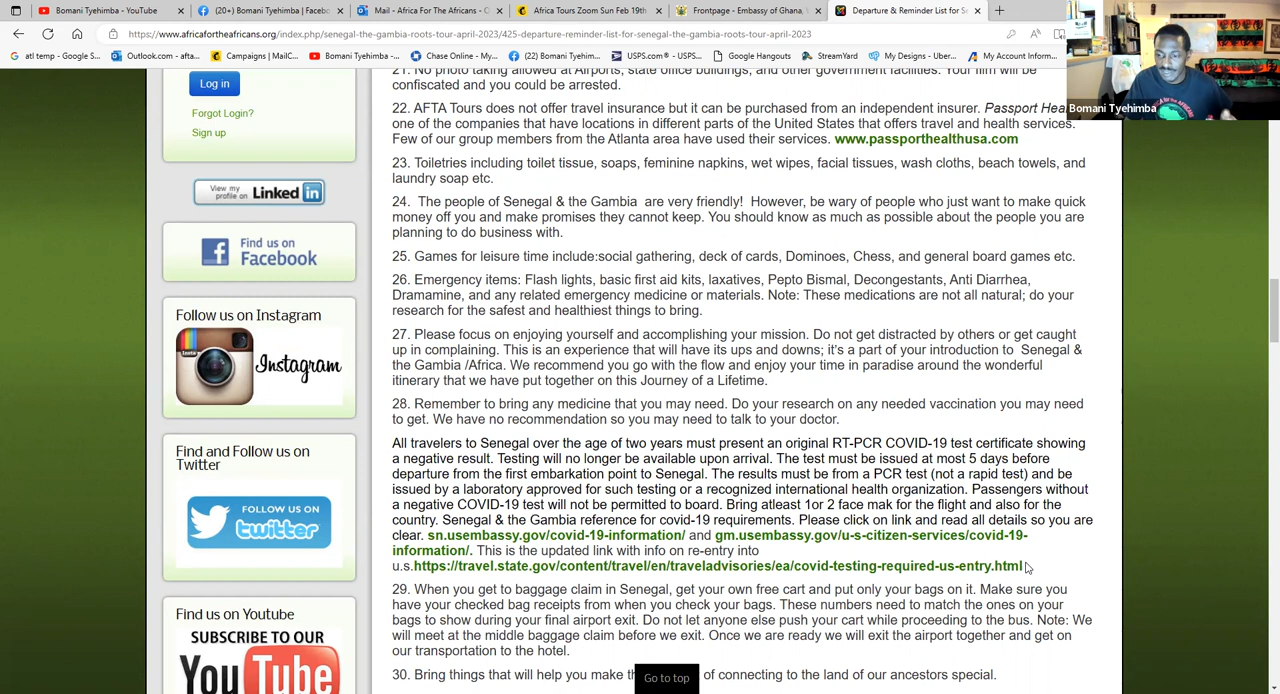 Bomani Tyehimba - YouTube
(20+) Bomani Tyehimba | Facebo
Mail - Africa For The Africans - O
Africa Tours Zoom Sun Feb 19th
Frontpage - Embassy of Ghana, W
Departure & Reminder List for Se
https://www.africafortheafricans.org/index.php/senegal-the-gambia-roots-tour-april-2023/425-departure-reminder-list-for-senegal-the-gambia-roots-tour-april-2023
atl temp - Google S...
Outlook.com - afta...
Campaigns | MailC...
Bomani Tyehimba -...
Chase Online - My...
(22) Bomani Tyehim...
USPS.com® - USPS...
Google Hangouts
StreamYard
My Designs - Uber...
My Account Inform...
Bomani Tyehimba
Log in
Forgot Login?
Sign up
View my
profile on Linked in
Find us on
Facebook
Follow us on Instagram
Instagram
Find and Follow us on
Twitter
FOLLOW US ON
twitter
Find us on Youtube
SUBSCRIBE TO OUR
You Tube
21. No photo taking allowed at Airports, state office buildings, and other government facilities. Your film will be
confiscated and you could be arrested.
22. AFTA Tours does not offer travel insurance but it can be purchased from an independent insurer. Passport Hea
one of the companies that have locations in different parts of the United States that offers travel and health services.
Few of our group members from the Atlanta area have used their services. www.passporthealthusa.com
23. Toiletries including toilet tissue, soaps, feminine napkins, wet wipes, facial tissues, wash cloths, beach towels, and
laundry soap etc.
24. The people of Senegal & the Gambia are very friendly! However, be wary of people who just want to make quick
money off you and make promises they cannot keep. You should know as much as possible about the people you are
planning to do business with.
25. Games for leisure time include:social gathering, deck of cards, Dominoes, Chess, and general board games etc.
26. Emergency items: Flash lights, basic first aid kits, laxatives, Pepto Bismal, Decongestants, Anti Diarrhea,
Dramamine, and any related emergency medicine or materials. Note: These medications are not all natural; do your
research for the safest and healthiest things to bring.
27. Please focus on enjoying yourself and accomplishing your mission. Do not get distracted by others or get caught
up in complaining. This is an experience that will have its ups and downs; it's a part of your introduction to Senegal &
the Gambia /Africa. We recommend you go with the flow and enjoy your time in paradise around the wonderful
itinerary that we have put together on this Journey of a Lifetime.
28. Remember to bring any medicine that you may need. Do your research on any needed vaccination you may need
to get. We have no recommendation so you may need to talk to your doctor.
All travelers to Senegal over the age of two years must present an original RT-PCR COVID-19 test certificate showing
a negative result. Testing will no longer be available upon arrival. The test must be issued at most 5 days before
departure from the first embarkation point to Senegal. The results must be from a PCR test (not a rapid test) and be
issued by a laboratory approved for such testing or a recognized international health organization. Passengers without
a negative COVID-19 test will not be permitted to board. Bring atleast 1or 2 face mak for the flight and also for the
country. Senegal & the Gambia reference for covid-19 requirements. Please click on link and read all details so you are
clear. sn.usembassy.gov/covid-19-information/ and gm.usembassy.gov/u-s-citizen-services/covid-19-
information/. This is the updated link with info on re-entry into
u.s.https://travel.state.gov/content/travel/en/traveladvisories/ea/covid-testing-required-us-entry.html
29. When you get to baggage claim in Senegal, get your own free cart and put only your bags on it. Make sure you
have your checked bag receipts from when you check your bags. These numbers need to match the ones on your
bags to show during your final airport exit. Do not let anyone else push your cart while proceeding to the bus. Note: We
will meet at the middle baggage claim before we exit. Once we are ready we will exit the airport together and get on
our transportation to the hotel.
30. Bring things that will help you make th of connecting to the land of our ancestors special.
Go to top